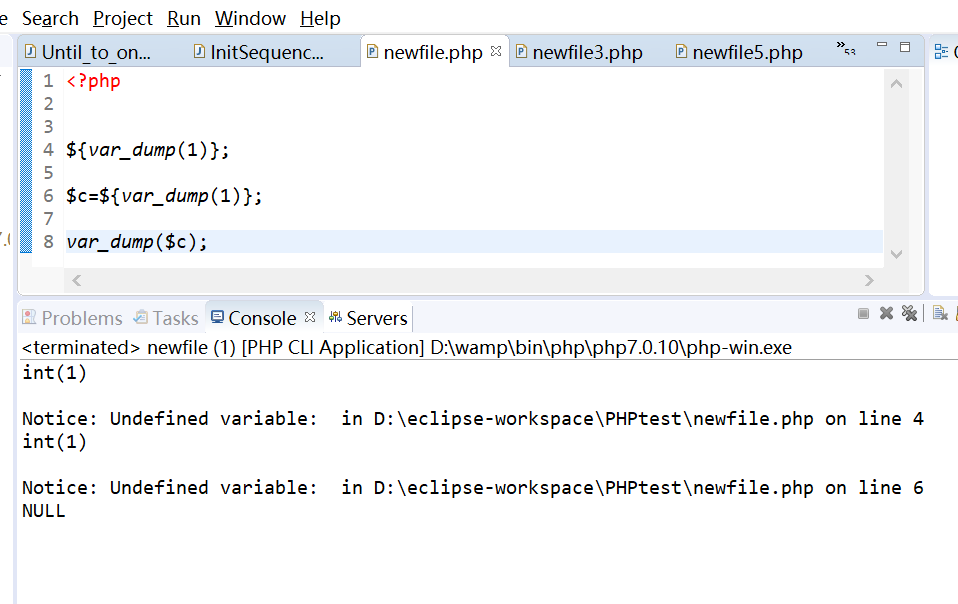 e Search Project Run Window Help
Until_to_on... InitSequenc... newfile.php newfile3.php newfile5.php »53
1 <?php
2
3
4 ${var_dump(1)};
5
6 $c=${var_dump(1)};
7
8 var_dump($c);
Problems Tasks Console Servers
<terminated> newfile (1) [PHP CLI Application] D:\wamp\bin\php\php7.0.10\php-win.exe
int(1)
Notice: Undefined variable:  in D:\eclipse-workspace\PHPtest\newfile.php on line 4
int(1)
Notice: Undefined variable:  in D:\eclipse-workspace\PHPtest\newfile.php on line 6
NULL